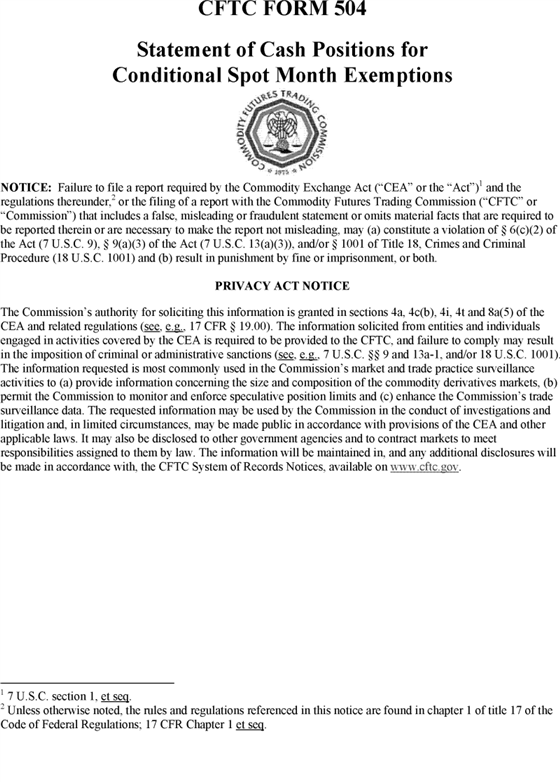 CFTC FORM 504
Statement of Cash Positions for
Conditional Spot Month Exemptions
COMMODITY FUTURES TRADING COMMISSION
1975
NOTICE: Failure to file a report required by the Commodity Exchange Act (“CEA” or the “Act”)1 and the
regulations thereunder,2 or the filing of a report with the Commodity Futures Trading Commission (“CFTC” or
“Commission”) that includes a false, misleading or fraudulent statement or omits material facts that are required to
be reported therein or are necessary to make the report not misleading, may (a) constitute a violation of § 6(c)(2) of
the Act (7 U.S.C. 9), § 9(a)(3) of the Act (7 U.S.C. 13(a)(3)), and/or § 1001 of Title 18, Crimes and Criminal
Procedure (18 U.S.C. 1001) and (b) result in punishment by fine or imprisonment, or both.
PRIVACY ACT NOTICE
The Commission’s authority for soliciting this information is granted in sections 4a, 4c(b), 4i, 4t and 8a(5) of the
CEA and related regulations (see, e.g., 17 CFR § 19.00). The information solicited from entities and individuals
engaged in activities covered by the CEA is required to be provided to the CFTC, and failure to comply may result
in the imposition of criminal or administrative sanctions (see, e.g., 7 U.S.C. §§ 9 and 13a-1, and/or 18 U.S.C. 1001).
The information requested is most commonly used in the Commission’s market and trade practice surveillance
activities to (a) provide information concerning the size and composition of the commodity derivatives markets, (b)
permit the Commission to monitor and enforce speculative position limits and (c) enhance the Commission’s trade
surveillance data. The requested information may be used by the Commission in the conduct of investigations and
litigation and, in limited circumstances, may be made public in accordance with provisions of the CEA and other
applicable laws. It may also be disclosed to other government agencies and to contract markets to meet
responsibilities assigned to them by law. The information will be maintained in, and any additional disclosures will
be made in accordance with, the CFTC System of Records Notices, available on www.cftc.gov.
1 7 U.S.C. section 1, et seq.
2 Unless otherwise noted, the rules and regulations referenced in this notice are found in chapter 1 of title 17 of the
Code of Federal Regulations; 17 CFR Chapter 1 et seq.